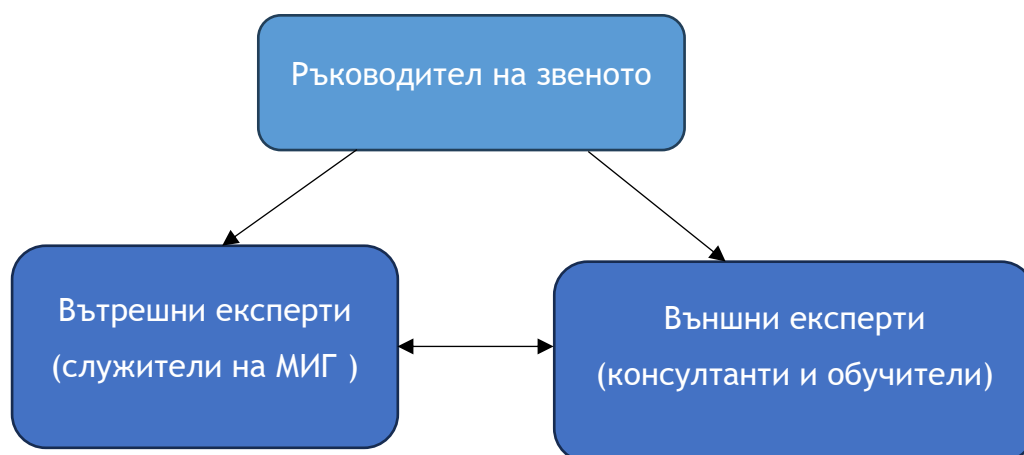 Ръководител на звеното
Вътрешни експерти
(служители на МИГ )
Външни експерти
(консултанти и обучители)